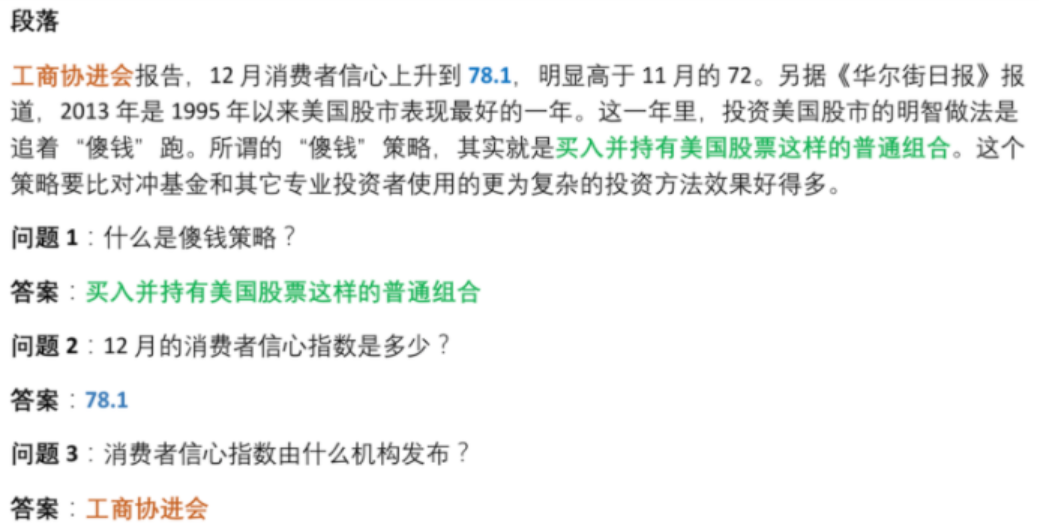 段落
工商协进会报告，12月消费者信心上升到 78.1，明显高于 11 月的 72。另据《华尔街日报》报
道，2013 年是 1995 年以来美国股市表现最好的一年。这一年里，投资美国股市的明智做法是
追着“傻钱”跑。所谓的“傻钱”策略，其实就是买入并持有美国股票这样的普通组合。这个
策略要比对冲基金和其它专业投资者使用的更为复杂的投资方法效果好得多。
问题 1：什么是傻钱策略？
答案：买入并持有美国股票这样的普通组合
问题 2：12 月的消费者信心指数是多少？
答案：78.1
问题 3：消费者信心指数由什么机构发布？
答案：工商协进会